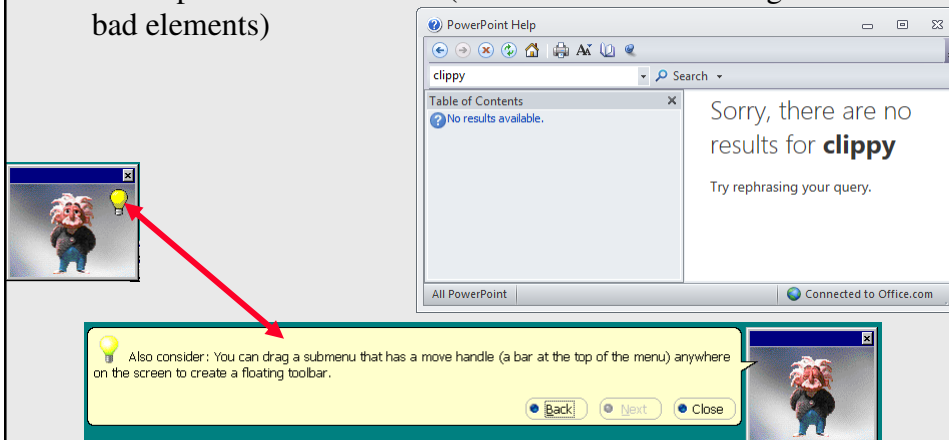 bad elements)
PowerPoint Help
clippy
Search
Table of Contents
No results available.
Sorry, there are no
results for clippy
Try rephrasing your query.
All PowerPoint
Connected to Office.com
Also consider: You can drag a submenu that has a move handle (a bar at the top of the menu) anywhere
on the screen to create a floating toolbar.
Back
Next
Close